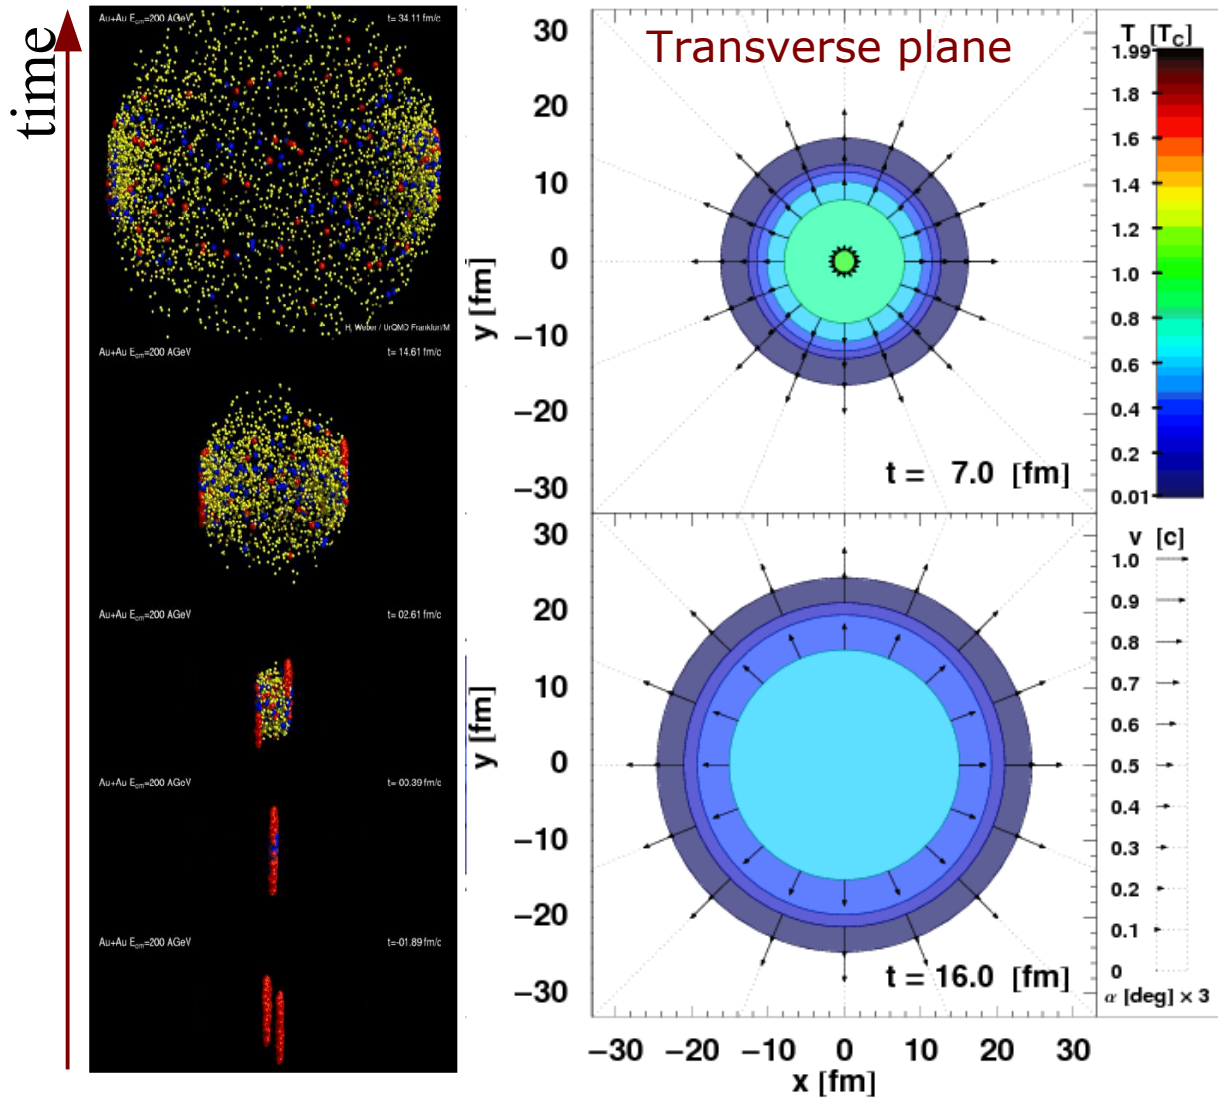 time
Au+Au Ecm=200 AGeV t= 34.11 fm/c
H. Weber / UrQMD Frankfurt/M
Au+Au Ecm=200 AGeV t= 14.61 fm/c
Au+Au Ecm=200 AGeV t= 02.61 fm/c
Au+Au Ecm=200 AGeV t= 00.39 fm/c
Au+Au Ecm=200 AGeV t=-01.89 fm/c
Transverse plane
y [fm]
30
20
10
0
−10
−20
−30
t = 7.0 [fm]
y [fm]
30
20
10
0
−10
−20
−30
t = 16.0 [fm]
−30 −20 −10 0 10 20 30
x [fm]
T [TC]
1.99
1.8
1.6
1.4
1.2
1.0
0.8
0.6
0.4
0.2
0.01
v [c]
1.0
0.9
0.8
0.7
0.6
0.5
0.4
0.3
0.2
0.1
0
α [deg] × 3